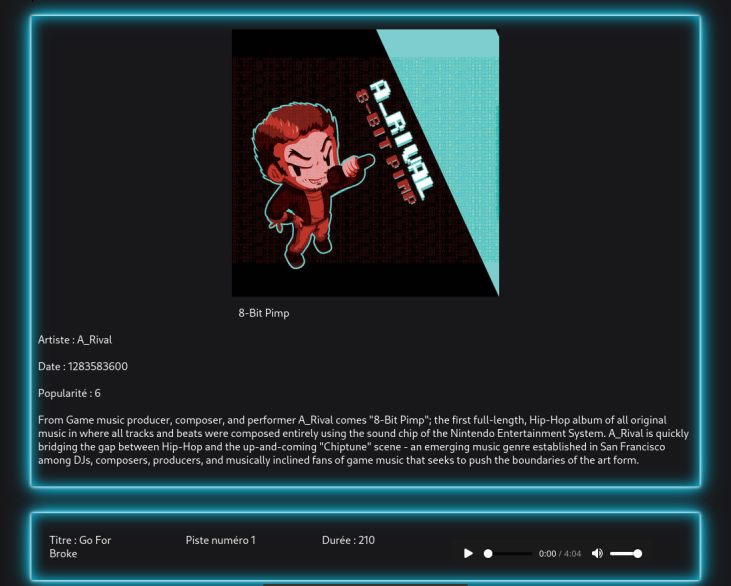 A_RIVAL
8-BIT PIMP
8-Bit Pimp
Artiste : A_Rival
Date : 1283583600
Popularité : 6
From Game music producer, composer, and performer A_Rival comes "8-Bit Pimp"; the first full-length, Hip-Hop album of all original
music in where all tracks and beats were composed entirely using the sound chip of the Nintendo Entertainment System. A_Rival is quickly
bridging the gap between Hip-Hop and the up-and-coming "Chiptune" scene - an emerging music genre established in San Francisco
among DJs, composers, producers, and musically inclined fans of game music that seeks to push the boundaries of the art form.
Titre : Go For
Broke
Piste numéro 1
Durée : 210
0:00 / 4:04